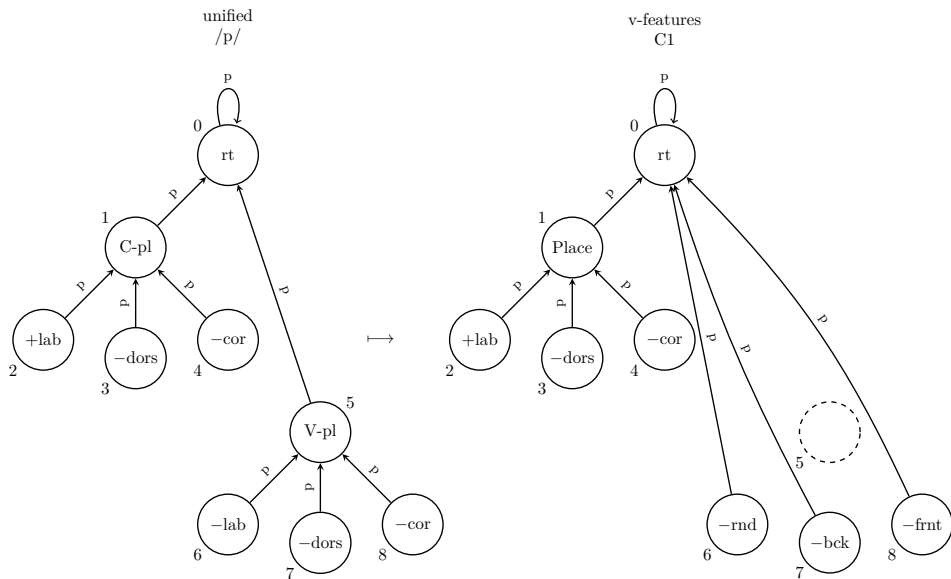 unified
/p/
v-features
C1
p
p
0
rt
0
rt
p
p
1
C-pl
1
Place
p
p
p
p
p
p
p
p
p
p
+lab
−dors
−cor
+lab
−dors
−cor
2
3
4
⟼
2
3
4
p
V-pl
5
5
p
p
p
−lab
−dors
−cor
−rnd
−bck
−frnt
6
7
8
6
7
8